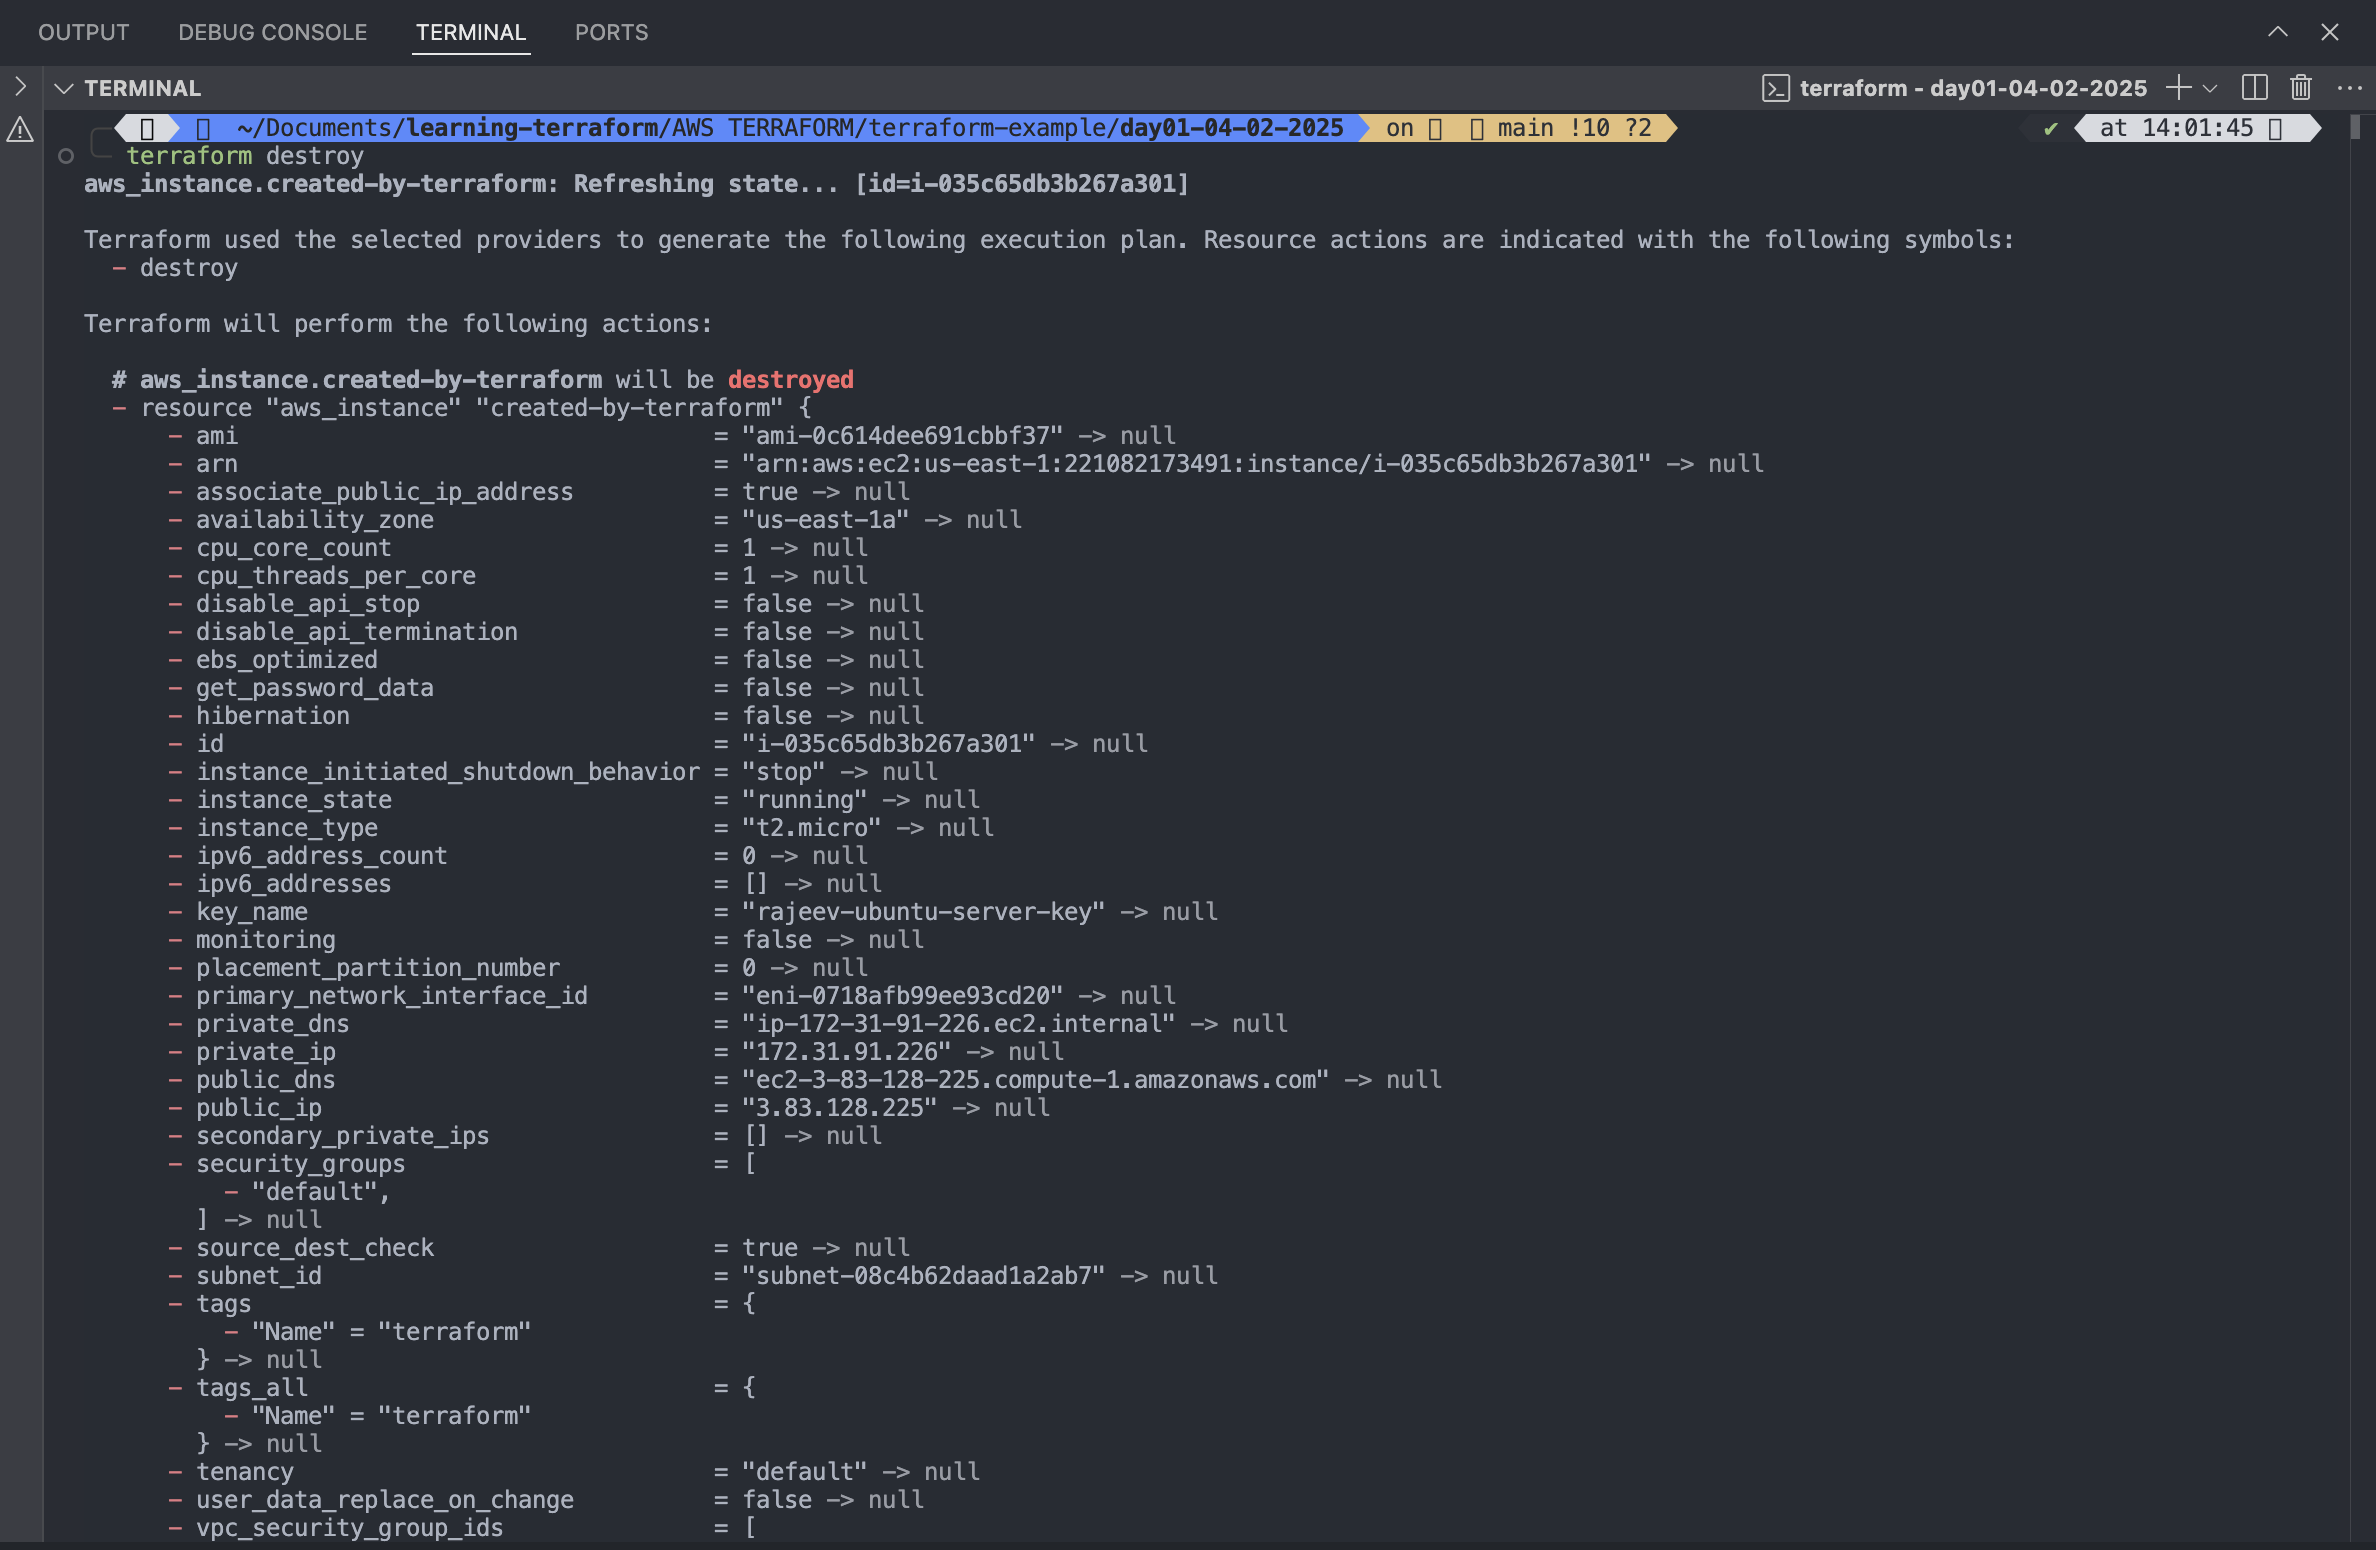 OUTPUT DEBUG CONSOLE TERMINAL PORTS
TERMINAL terraform - day01-04-02-2025
~/Documents/learning-terraform/AWS TERRAFORM/terraform-example/day01-04-02-2025 on main !10 ?2 ✔ at 14:01:45
terraform destroy
aws_instance.created-by-terraform: Refreshing state... [id=i-035c65db3b267a301]
Terraform used the selected providers to generate the following execution plan. Resource actions are indicated with the following symbols:
- destroy
Terraform will perform the following actions:
# aws_instance.created-by-terraform will be destroyed
- resource "aws_instance" "created-by-terraform" {
- ami = "ami-0c614dee691cbbf37" -> null
- arn = "arn:aws:ec2:us-east-1:221082173491:instance/i-035c65db3b267a301" -> null
- associate_public_ip_address = true -> null
- availability_zone = "us-east-1a" -> null
- cpu_core_count = 1 -> null
- cpu_threads_per_core = 1 -> null
- disable_api_stop = false -> null
- disable_api_termination = false -> null
- ebs_optimized = false -> null
- get_password_data = false -> null
- hibernation = false -> null
- id = "i-035c65db3b267a301" -> null
- instance_initiated_shutdown_behavior = "stop" -> null
- instance_state = "running" -> null
- instance_type = "t2.micro" -> null
- ipv6_address_count = 0 -> null
- ipv6_addresses = [] -> null
- key_name = "rajeev-ubuntu-server-key" -> null
- monitoring = false -> null
- placement_partition_number = 0 -> null
- primary_network_interface_id = "eni-0718afb99ee93cd20" -> null
- private_dns = "ip-172-31-91-226.ec2.internal" -> null
- private_ip = "172.31.91.226" -> null
- public_dns = "ec2-3-83-128-225.compute-1.amazonaws.com" -> null
- public_ip = "3.83.128.225" -> null
- secondary_private_ips = [] -> null
- security_groups = [
- "default",
] -> null
- source_dest_check = true -> null
- subnet_id = "subnet-08c4b62daad1a2ab7" -> null
- tags = {
- "Name" = "terraform"
} -> null
- tags_all = {
- "Name" = "terraform"
} -> null
- tenancy = "default" -> null
- user_data_replace_on_change = false -> null
- vpc_security_group_ids = [